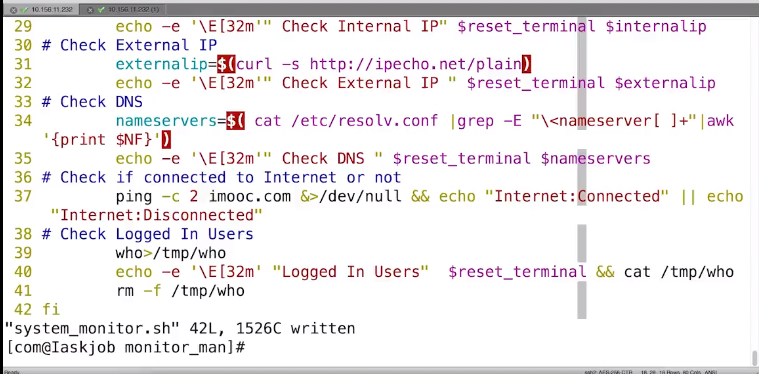 10.156.11.232 10.156.11.232 (1)
29 echo -e '\E[32m'" Check Internal IP" $reset_terminal $internalip
30 # Check External IP
31 externalip=$(curl -s http://ipecho.net/plain)
32 echo -e '\E[32m'" Check External IP " $reset_terminal $externalip
33 # Check DNS
34 nameservers=$( cat /etc/resolv.conf |grep -E "\<nameserver[ ]+"|awk
'{print $NF}')
35 echo -e '\E[32m'" Check DNS " $reset_terminal $nameservers
36 # Check if connected to Internet or not
37 ping -c 2 imooc.com &>/dev/null && echo "Internet:Connected" || echo
"Internet:Disconnected"
38 # Check Logged In Users
39 who>/tmp/who
40 echo -e '\E[32m' "Logged In Users" $reset_terminal && cat /tmp/who
41 rm -f /tmp/who
42 fi
"system_monitor.sh" 42L, 1526C written
[com@Iaskjob monitor_man]#
Ready